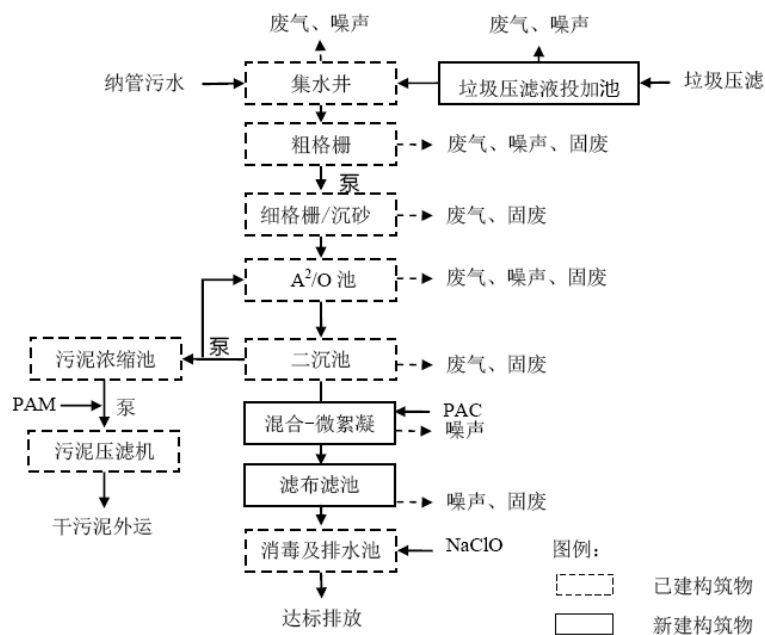 废气、噪声
废气、噪声
纳管污水
集水井
垃圾压滤液投加池
垃圾压滤
粗格栅
废气、噪声、固废
泵
细格栅/沉砂
废气、固废
A²/O 池
废气、噪声、固废
泵
污泥浓缩池
二沉池
废气、固废
PAM
泵
混合-微絮凝
PAC
噪声
污泥压滤机
滤布滤池
噪声、固废
干污泥外运
消毒及排水池
NaClO
图例：
已建构筑物
达标排放
新建构筑物